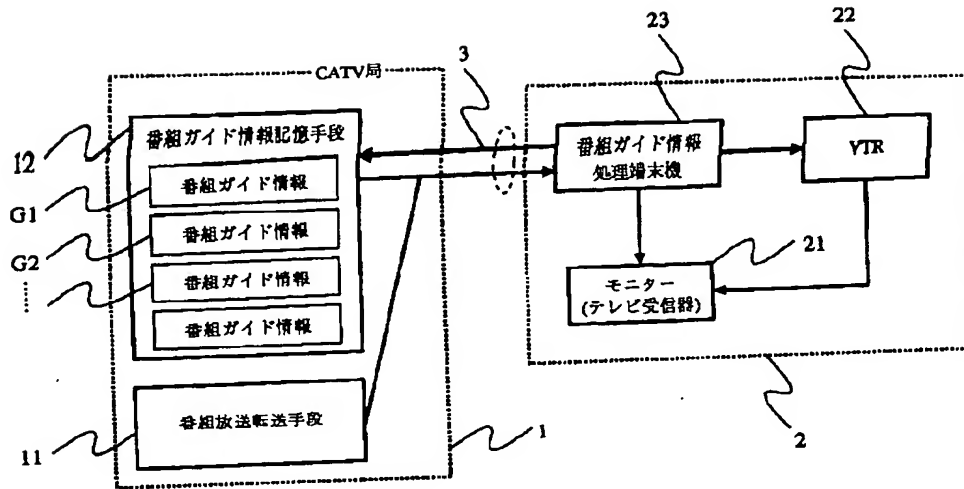 CATV局
12
番組ガイド情報記憶手段
番組ガイド情報
G1
番組ガイド情報
G2
番組ガイド情報
番組ガイド情報
番組放送転送手段
11
1
3
23
番組ガイド情報
処理端末機
22
YTR
21
モニター
(テレビ受信器)
2